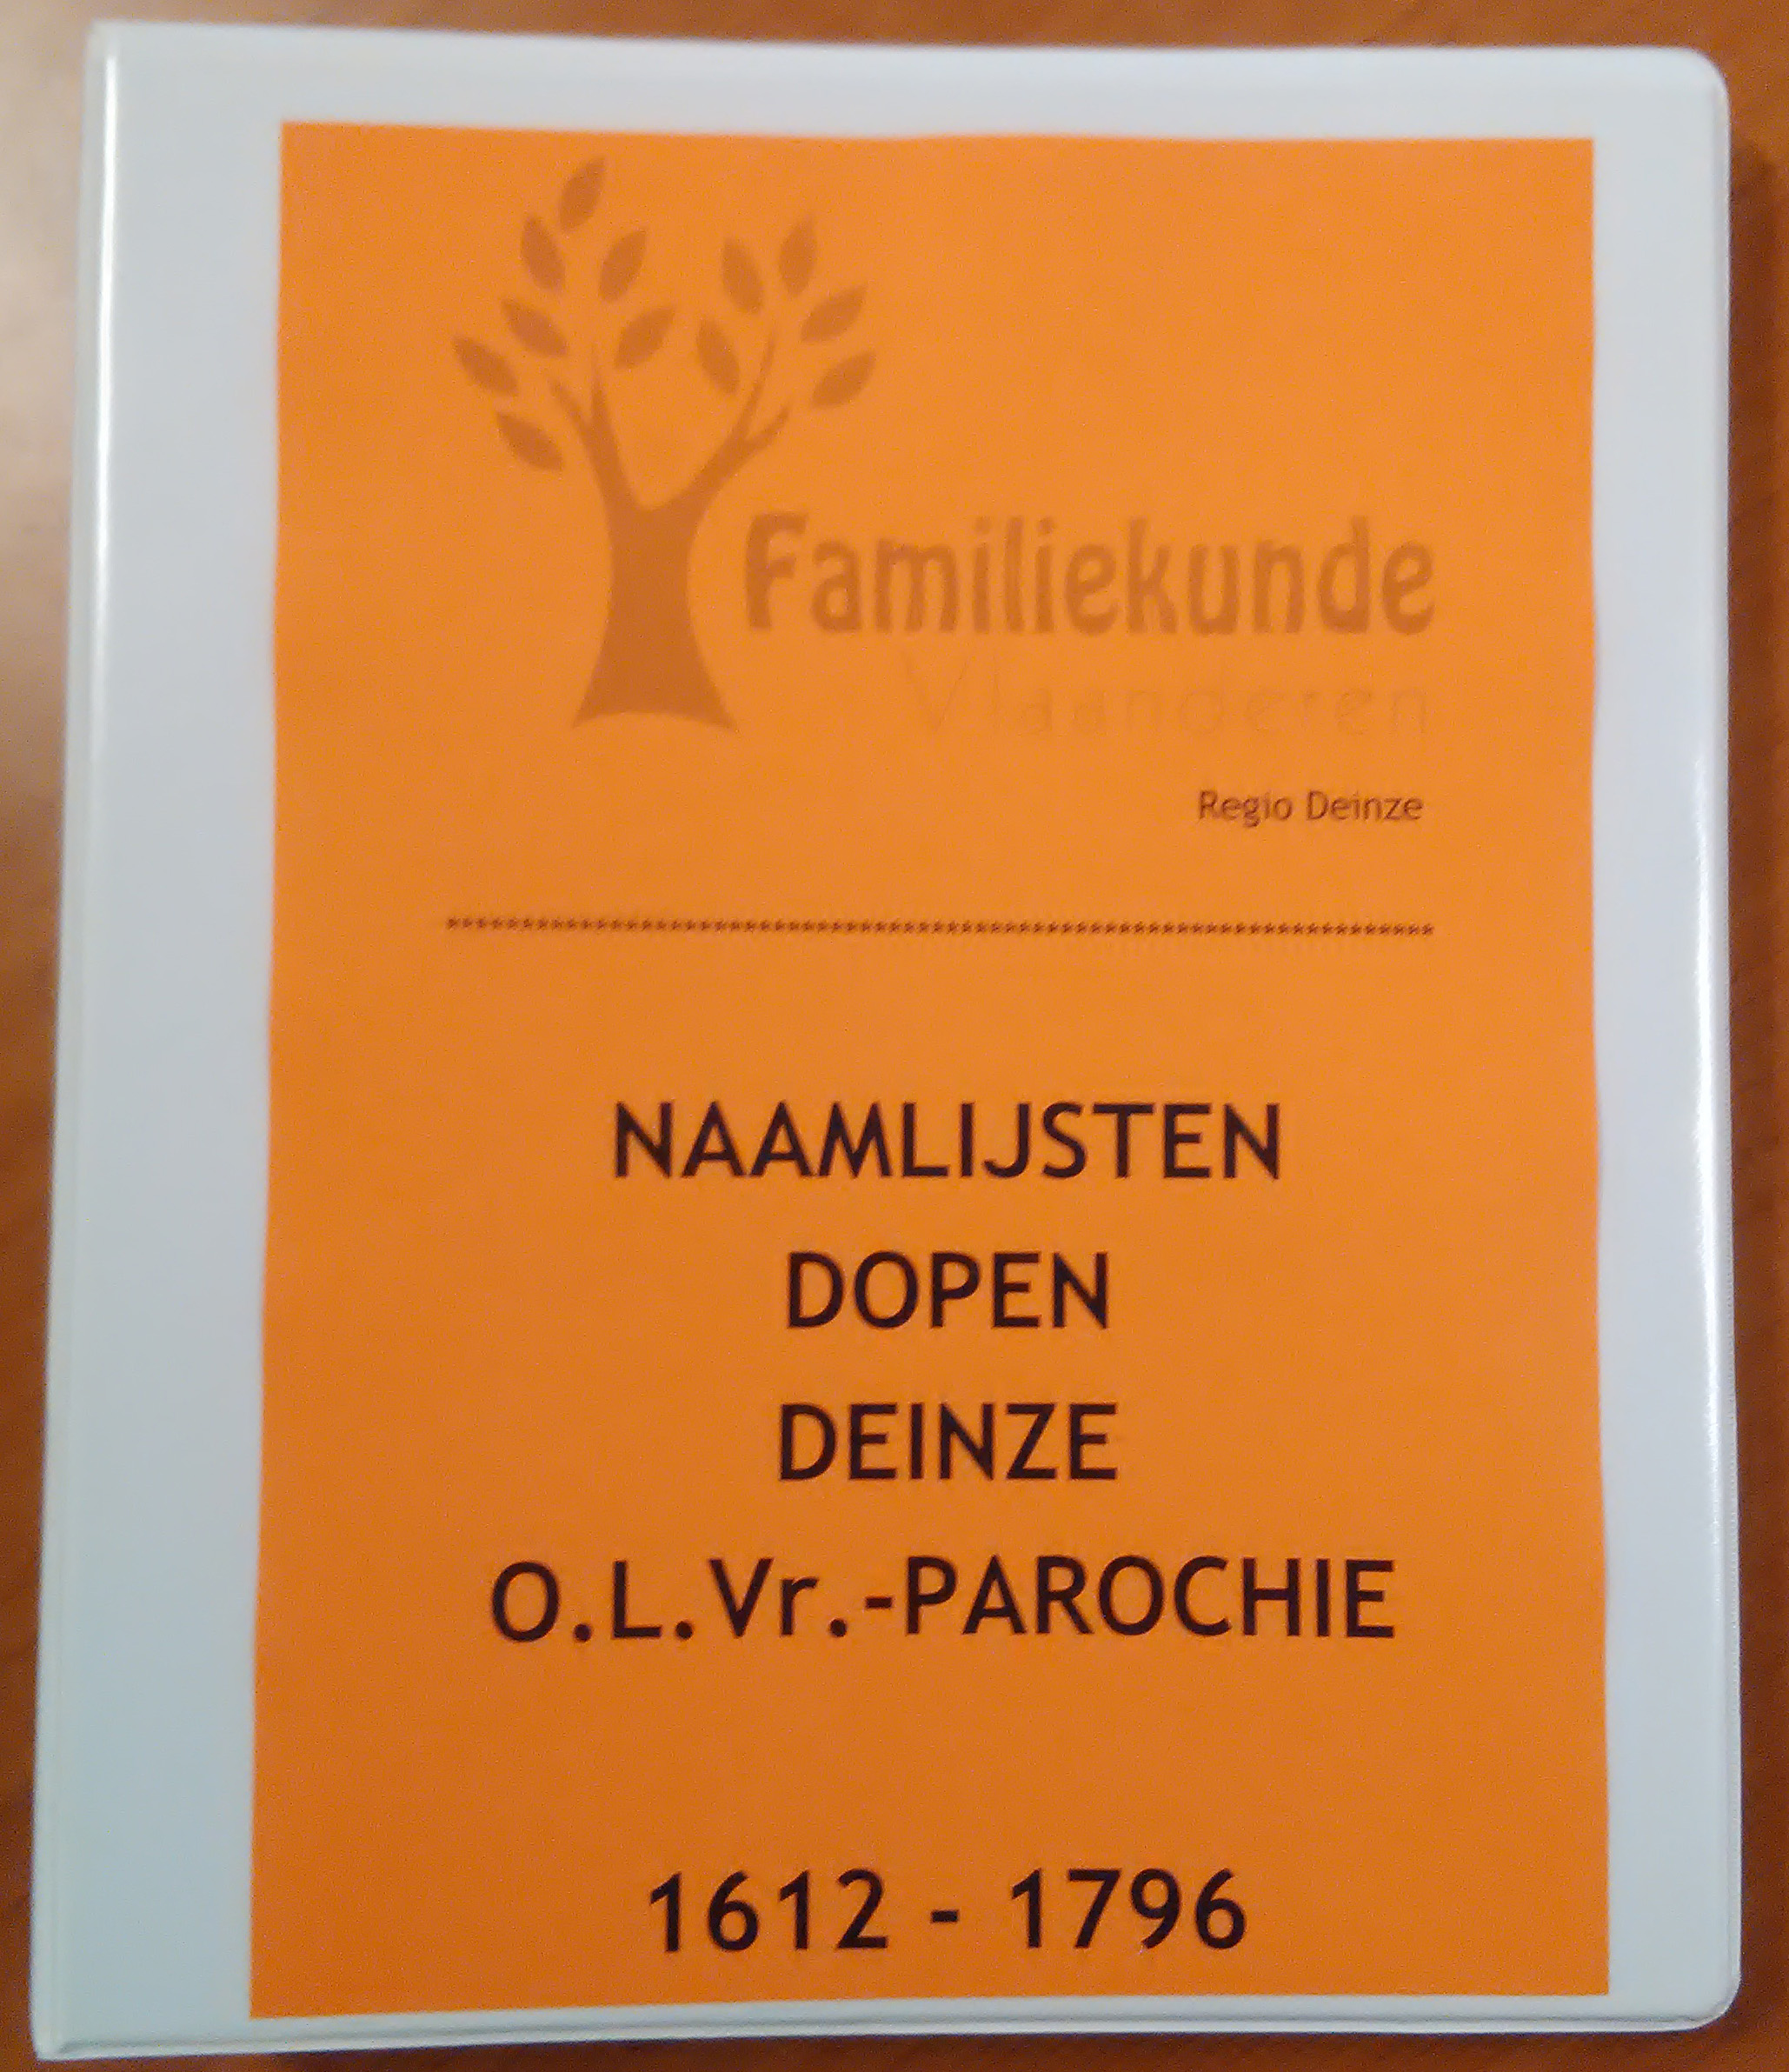 Familiekunde
Vlaanderen
Regio Deinze
NAAMLIJSTEN
DOPEN
DEINZE
O.L.Vr.-PAROCHIE
1612 - 1796